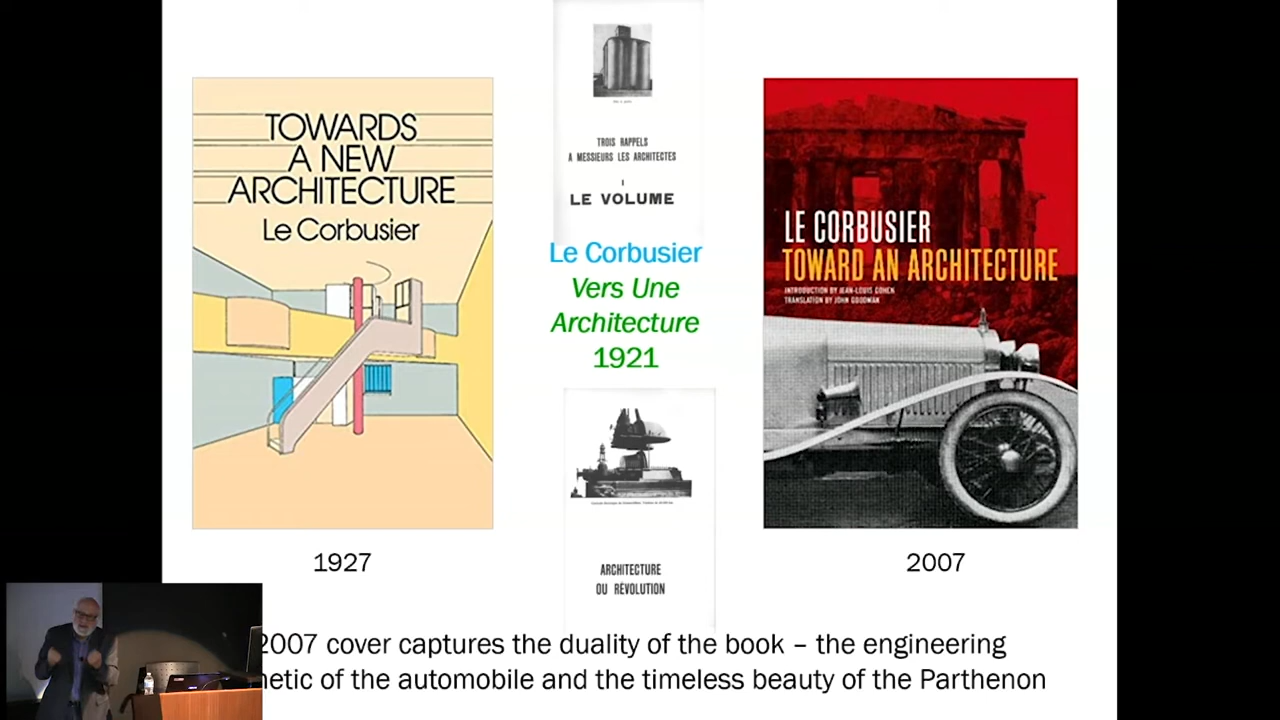 TOWARDS
A NEW
ARCHITECTURE
Le Corbusier
1927
TROIS RAPPELS
A MESSIEURS LES ARCHITECTES
I
LE VOLUME
Le Corbusier
Vers Une
Architecture
1921
ARCHITECTURE
OU RÉVOLUTION
LE CORBUSIER
TOWARD AN ARCHITECTURE
INTRODUCTION BY JEAN-LOUIS COHEN
TRANSLATION BY JOHN GOODMAN
2007
2007 cover captures the duality of the book – the engineering
of the automobile and the timeless beauty of the Parthenon